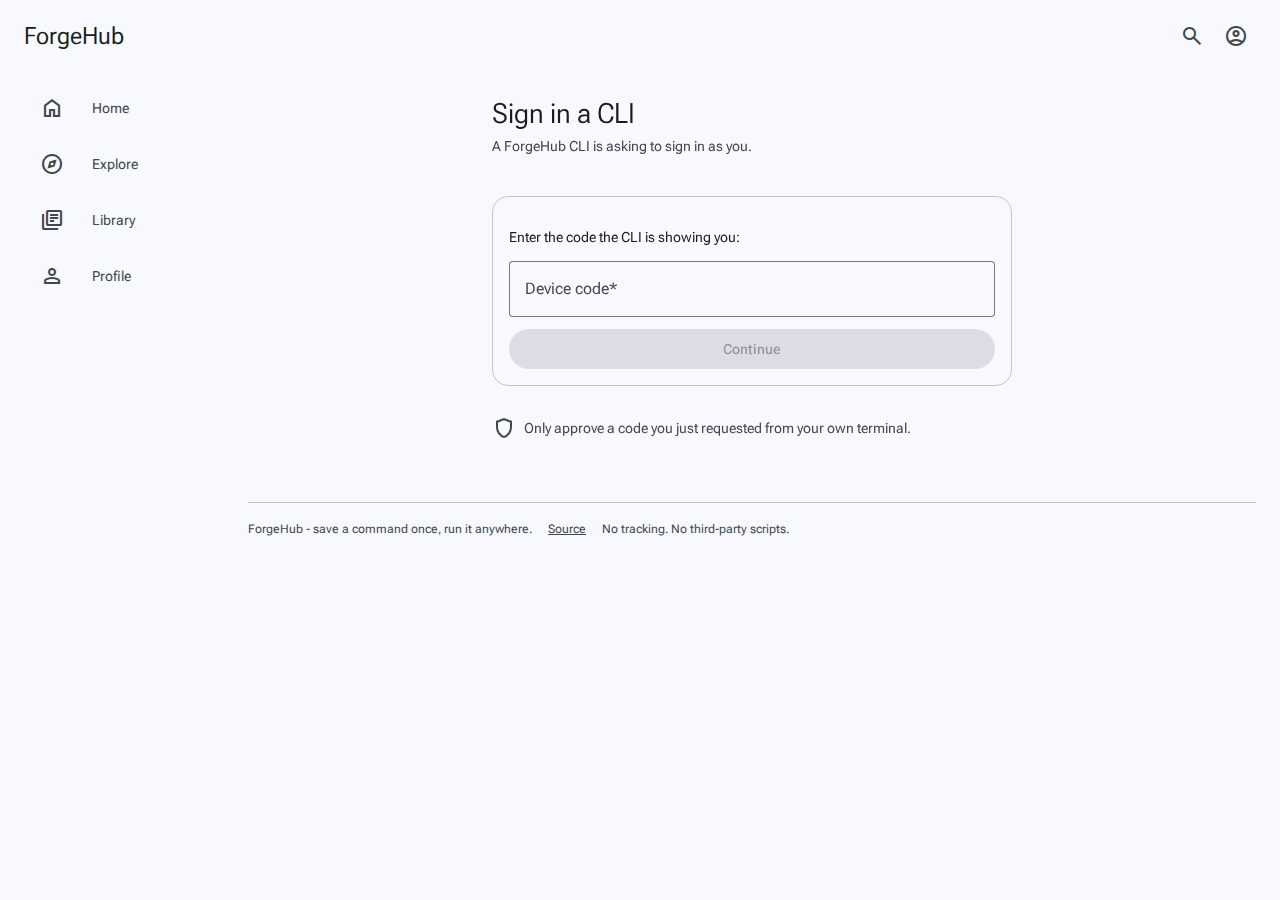 ForgeHub
Home
Explore
Library
Profile
Sign in a CLI
A ForgeHub CLI is asking to sign in as you.
Enter the code the CLI is showing you:
Device code*
Continue
Only approve a code you just requested from your own terminal.
ForgeHub - save a command once, run it anywhere. Source No tracking. No third-party scripts.